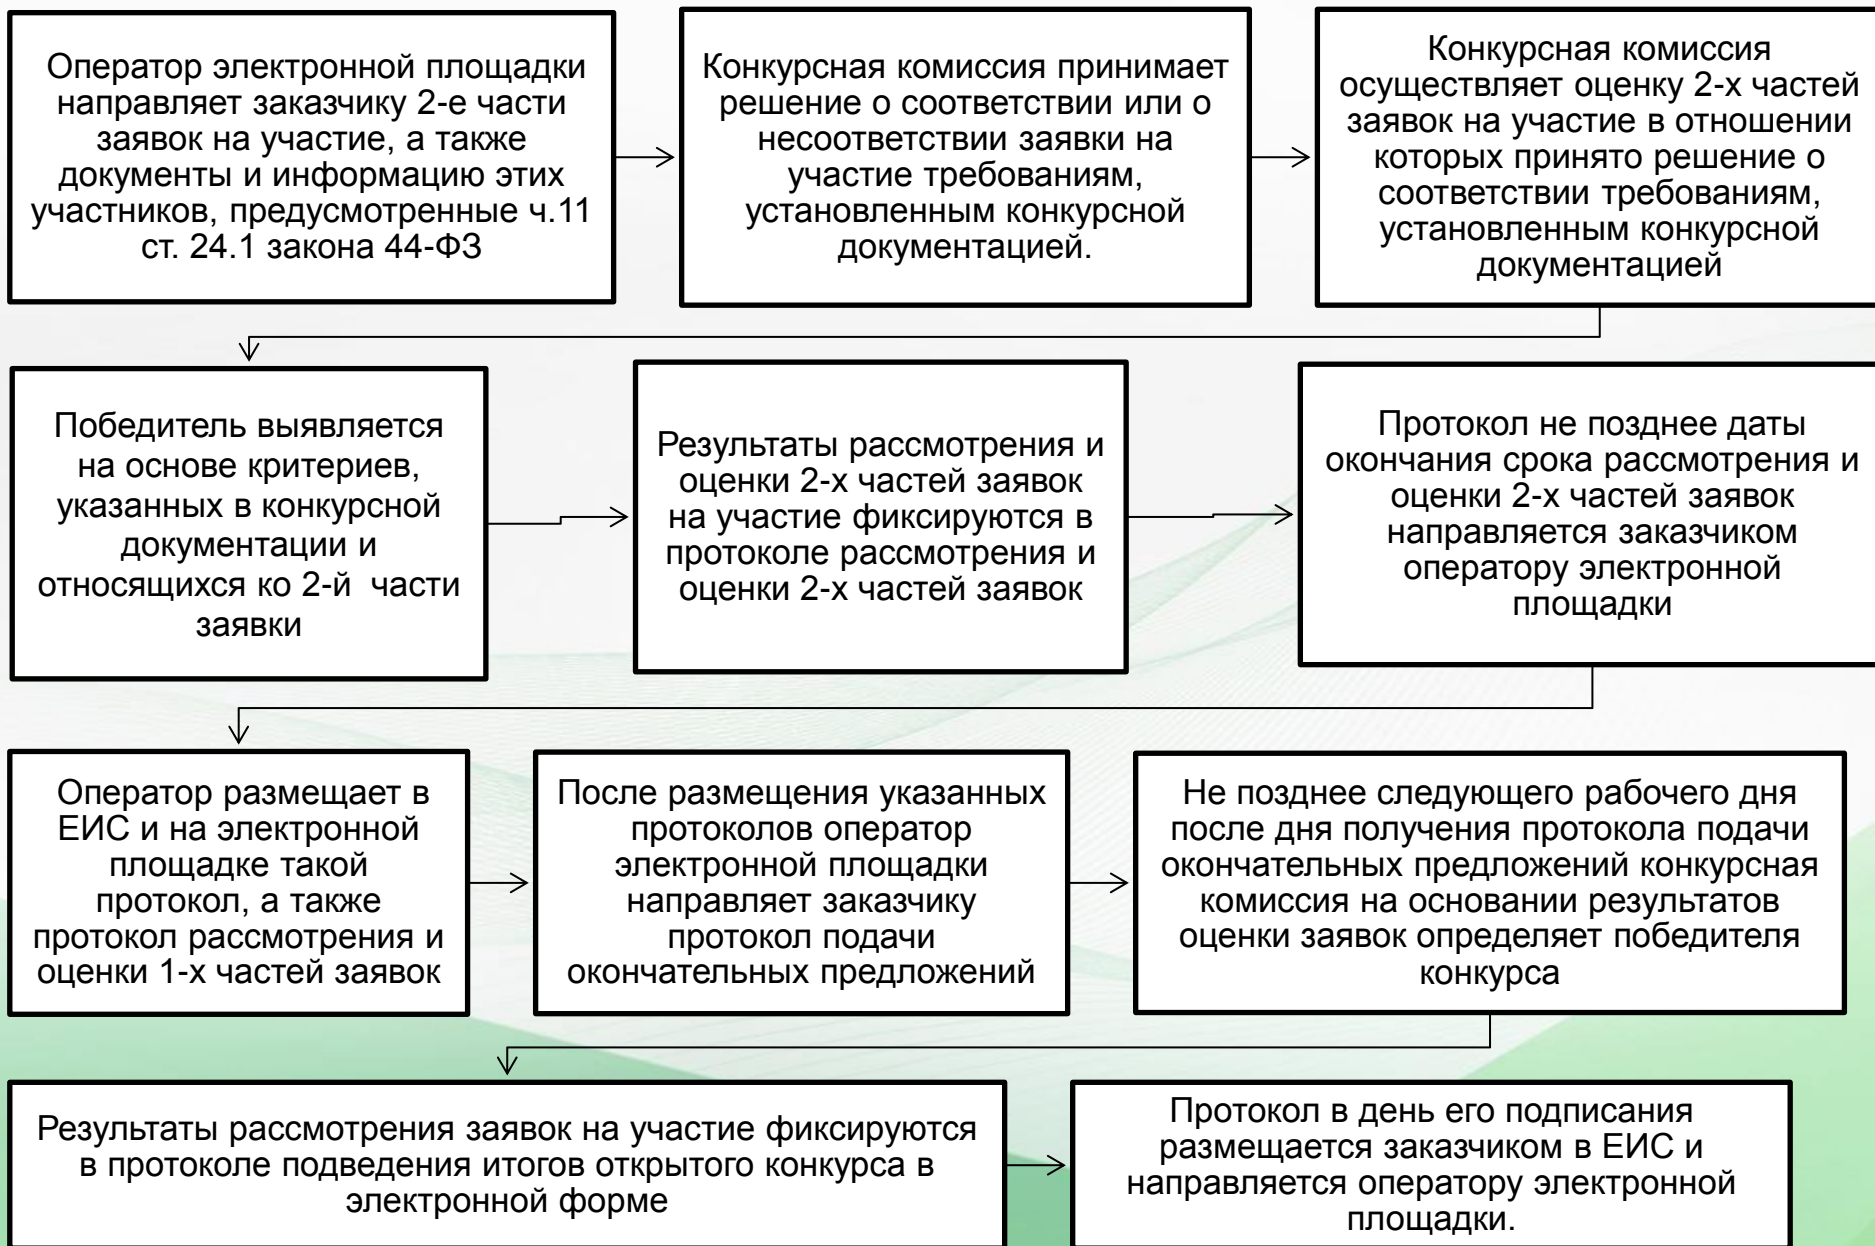 Оператор электронной площадки
направляет заказчику 2-е части
заявок на участие, а также
документы и информацию этих
участников, предусмотренные ч.11
ст. 24.1 закона 44-ФЗ
Конкурсная комиссия принимает
решение о соответствии или о
несоответствии заявки на
участие требованиям,
установленным конкурсной
документацией.
Конкурсная комиссия
осуществляет оценку 2-х частей
заявок на участие в отношении
которых принято решение о
соответствии требованиям,
установленным конкурсной
документацией
Победитель выявляется
на основе критериев,
указанных в конкурсной
документации и
относящихся ко 2-й части
заявки
Результаты рассмотрения и
оценки 2-х частей заявок
на участие фиксируются в
протоколе рассмотрения и
оценки 2-х частей заявок
Протокол не позднее даты
окончания срока рассмотрения и
оценки 2-х частей заявок
направляется заказчиком
оператору электронной
площадки
Оператор размещает в
ЕИС и на электронной
площадке такой
протокол, а также
протокол рассмотрения и
оценки 1-х частей заявок
После размещения указанных
протоколов оператор
электронной площадки
направляет заказчику
протокол подачи
окончательных предложений
Не позднее следующего рабочего дня
после дня получения протокола подачи
окончательных предложений конкурсная
комиссия на основании результатов
оценки заявок определяет победителя
конкурса
Результаты рассмотрения заявок на участие фиксируются
в протоколе подведения итогов открытого конкурса в
электронной форме
Протокол в день его подписания
размещается заказчиком в ЕИС и
направляется оператору электронной
площадки.